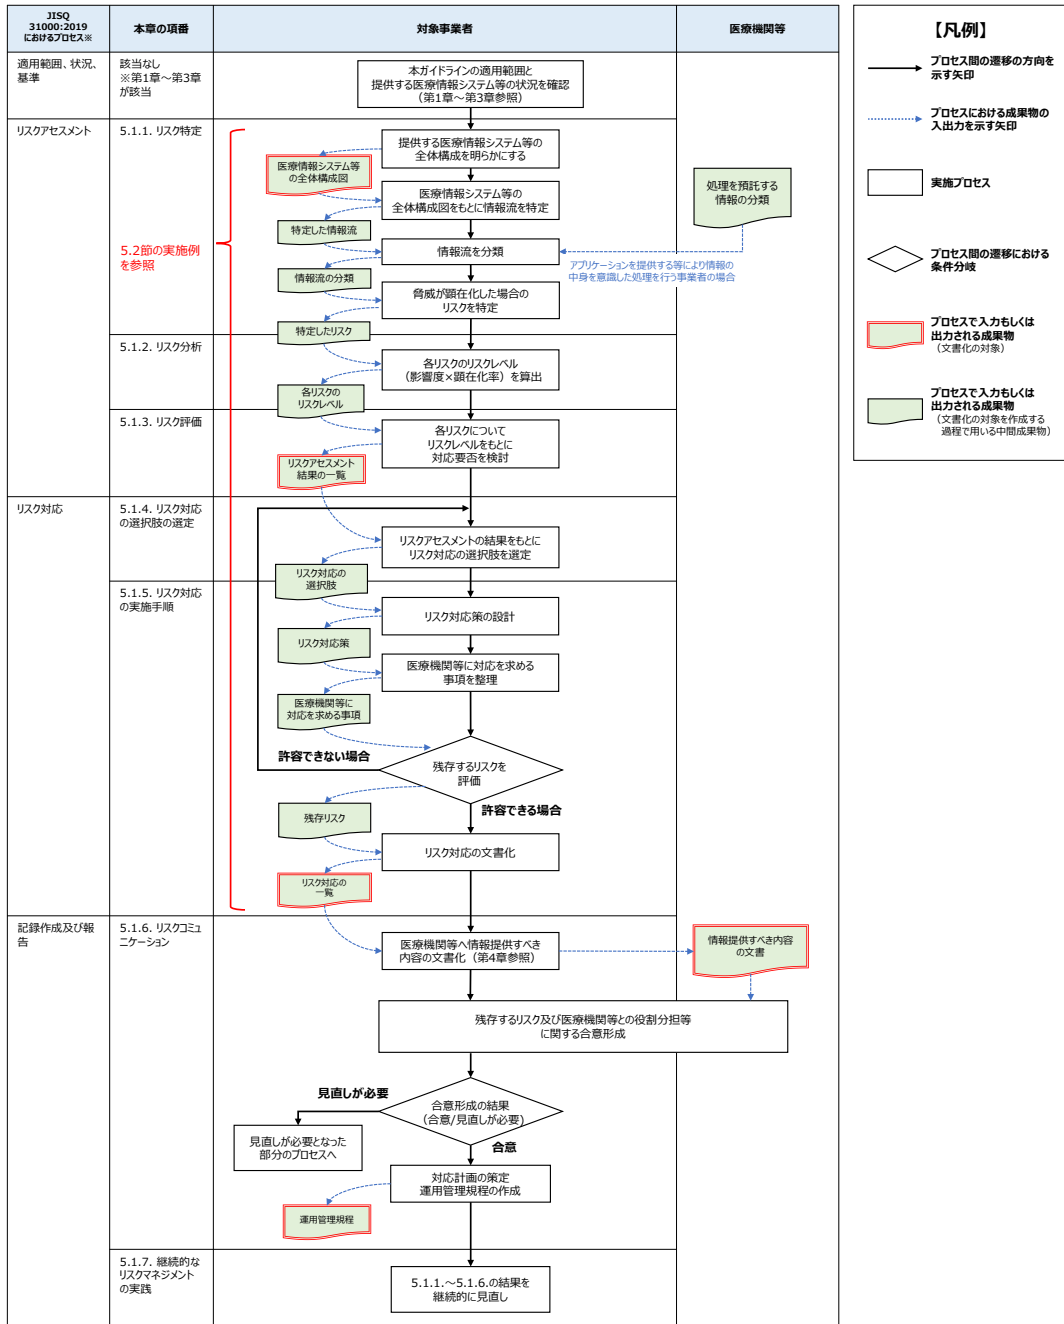 JISQ
31000:2019
におけるプロセス※
本章の項番
対象事業者
医療機関等
適用範囲、状況、
基準
該当なし
※第1章～第3章
が該当
本ガイドラインの適用範囲と
提供する医療情報システム等の状況を確認
（第1章～第3章参照）
リスクアセスメント
5.1.1. リスク特定
提供する医療情報システム等の
全体構成を明らかにする
医療情報システム等
の全体構成図
医療情報システム等の
全体構成図をもとに情報流を特定
処理を預託する
情報の分類
特定した情報流
5.2節の実施例
を参照
情報流を分類
アプリケーションを提供する等により情報の
中身を意識した処理を行う事業者の場合
情報流の分類
脅威が顕在化した場合の
リスクを特定
特定したリスク
5.1.2. リスク分析
各リスクのリスクレベル
（影響度×顕在化率）を算出
各リスクの
リスクレベル
5.1.3. リスク評価
各リスクについて
リスクレベルをもとに
対応要否を検討
リスクアセスメント
結果の一覧
リスク対応
5.1.4. リスク対応
の選択肢の選定
リスクアセスメントの結果をもとに
リスク対応の選択肢を選定
リスク対応の
選択肢
5.1.5. リスク対応
の実施手順
リスク対応策の設計
リスク対応策
医療機関等に対応を求める
事項を整理
医療機関等に
対応を求める事項
許容できない場合
残存するリスクを
評価
許容できる場合
残存リスク
リスク対応の文書化
リスク対応の
一覧
記録作成及び報
告
5.1.6. リスクコミュ
ニケーション
医療機関等へ情報提供すべき
内容の文書化（第4章参照）
情報提供すべき内容
の文書
残存するリスク及び医療機関等との役割分担等
に関する合意形成
見直しが必要
合意形成の結果
（合意/見直しが必要）
合意
見直しが必要となった
部分のプロセスへ
対応計画の策定
運用管理規程の作成
運用管理規程
5.1.7. 継続的な
リスクマネジメント
の実践
5.1.1.～5.1.6.の結果を
継続的に見直し
【凡例】
プロセス間の遷移の方向を
示す矢印
プロセスにおける成果物の
入出力を示す矢印
実施プロセス
プロセス間の遷移における
条件分岐
プロセスで入力もしくは
出力される成果物
（文書化の対象）
プロセスで入力もしくは
出力される成果物
（文書化の対象を作成する
過程で用いる中間成果物）